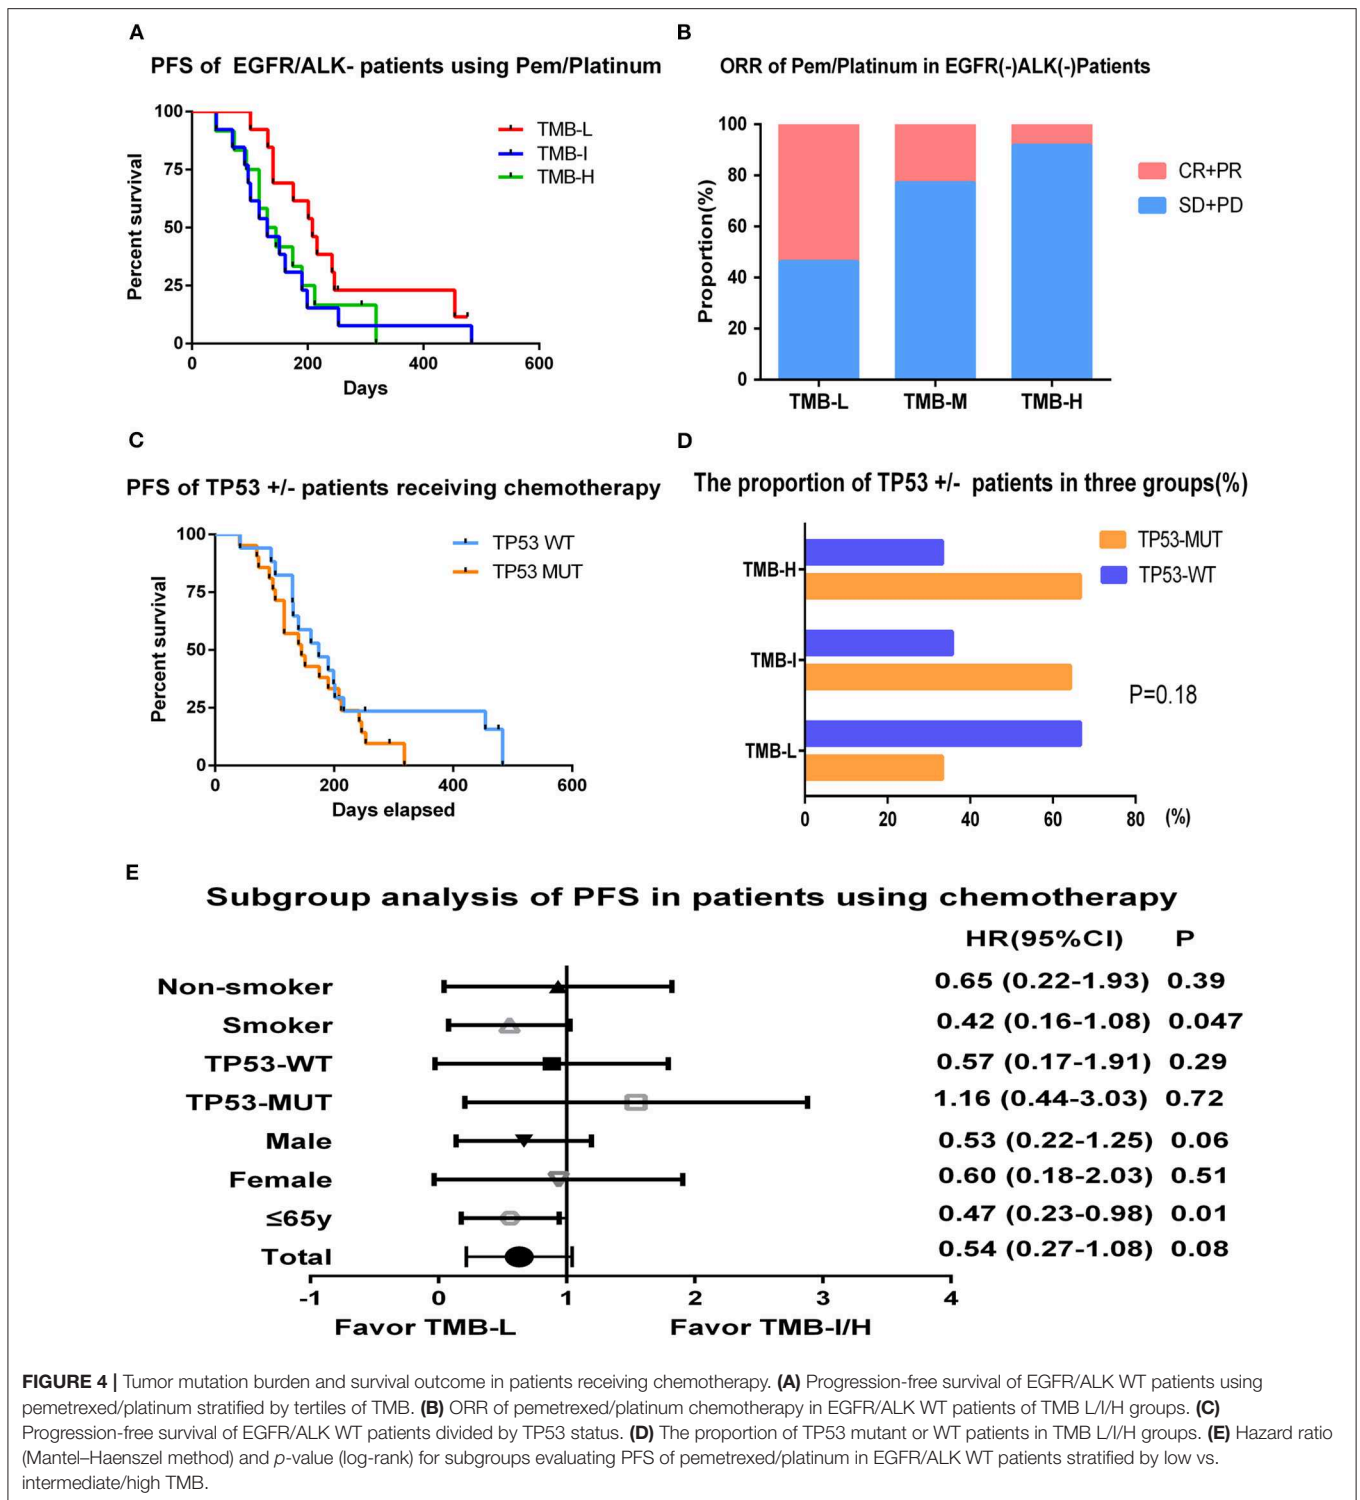 A
PFS of EGFR/ALK- patients using Pem/Platinum
Percent survival
100
75
50
25
0
0 200 400 600
Days
TMB-L
TMB-I
TMB-H
B
ORR of Pem/Platinum in EGFR(-)ALK(-)Patients
Proportion(%)
100
80
60
40
20
0
TMB-L TMB-M TMB-H
CR+PR
SD+PD
C
PFS of TP53 +/- patients receiving chemotherapy
Percent survival
100
75
50
25
0
0 200 400 600
Days elapsed
TP53 WT
TP53 MUT
D
The proportion of TP53 +/- patients in three groups(%)
TMB-H
TMB-I
TMB-L
0 20 40 60 80 (%)
TP53-MUT
TP53-WT
P=0.18
E
Subgroup analysis of PFS in patients using chemotherapy
HR(95%CI) P
Non-smoker 0.65 (0.22-1.93) 0.39
Smoker 0.42 (0.16-1.08) 0.047
TP53-WT 0.57 (0.17-1.91) 0.29
TP53-MUT 1.16 (0.44-3.03) 0.72
Male 0.53 (0.22-1.25) 0.06
Female 0.60 (0.18-2.03) 0.51
≤65y 0.47 (0.23-0.98) 0.01
Total 0.54 (0.27-1.08) 0.08
-1 0 1 2 3 4
Favor TMB-L Favor TMB-I/H
FIGURE 4 | Tumor mutation burden and survival outcome in patients receiving chemotherapy. (A) Progression-free survival of EGFR/ALK WT patients using
pemetrexed/platinum stratified by tertiles of TMB. (B) ORR of pemetrexed/platinum chemotherapy in EGFR/ALK WT patients of TMB L/I/H groups. (C)
Progression-free survival of EGFR/ALK WT patients divided by TP53 status. (D) The proportion of TP53 mutant or WT patients in TMB L/I/H groups. (E) Hazard ratio
(Mantel–Haenszel method) and p-value (log-rank) for subgroups evaluating PFS of pemetrexed/platinum in EGFR/ALK WT patients stratified by low vs.
intermediate/high TMB.